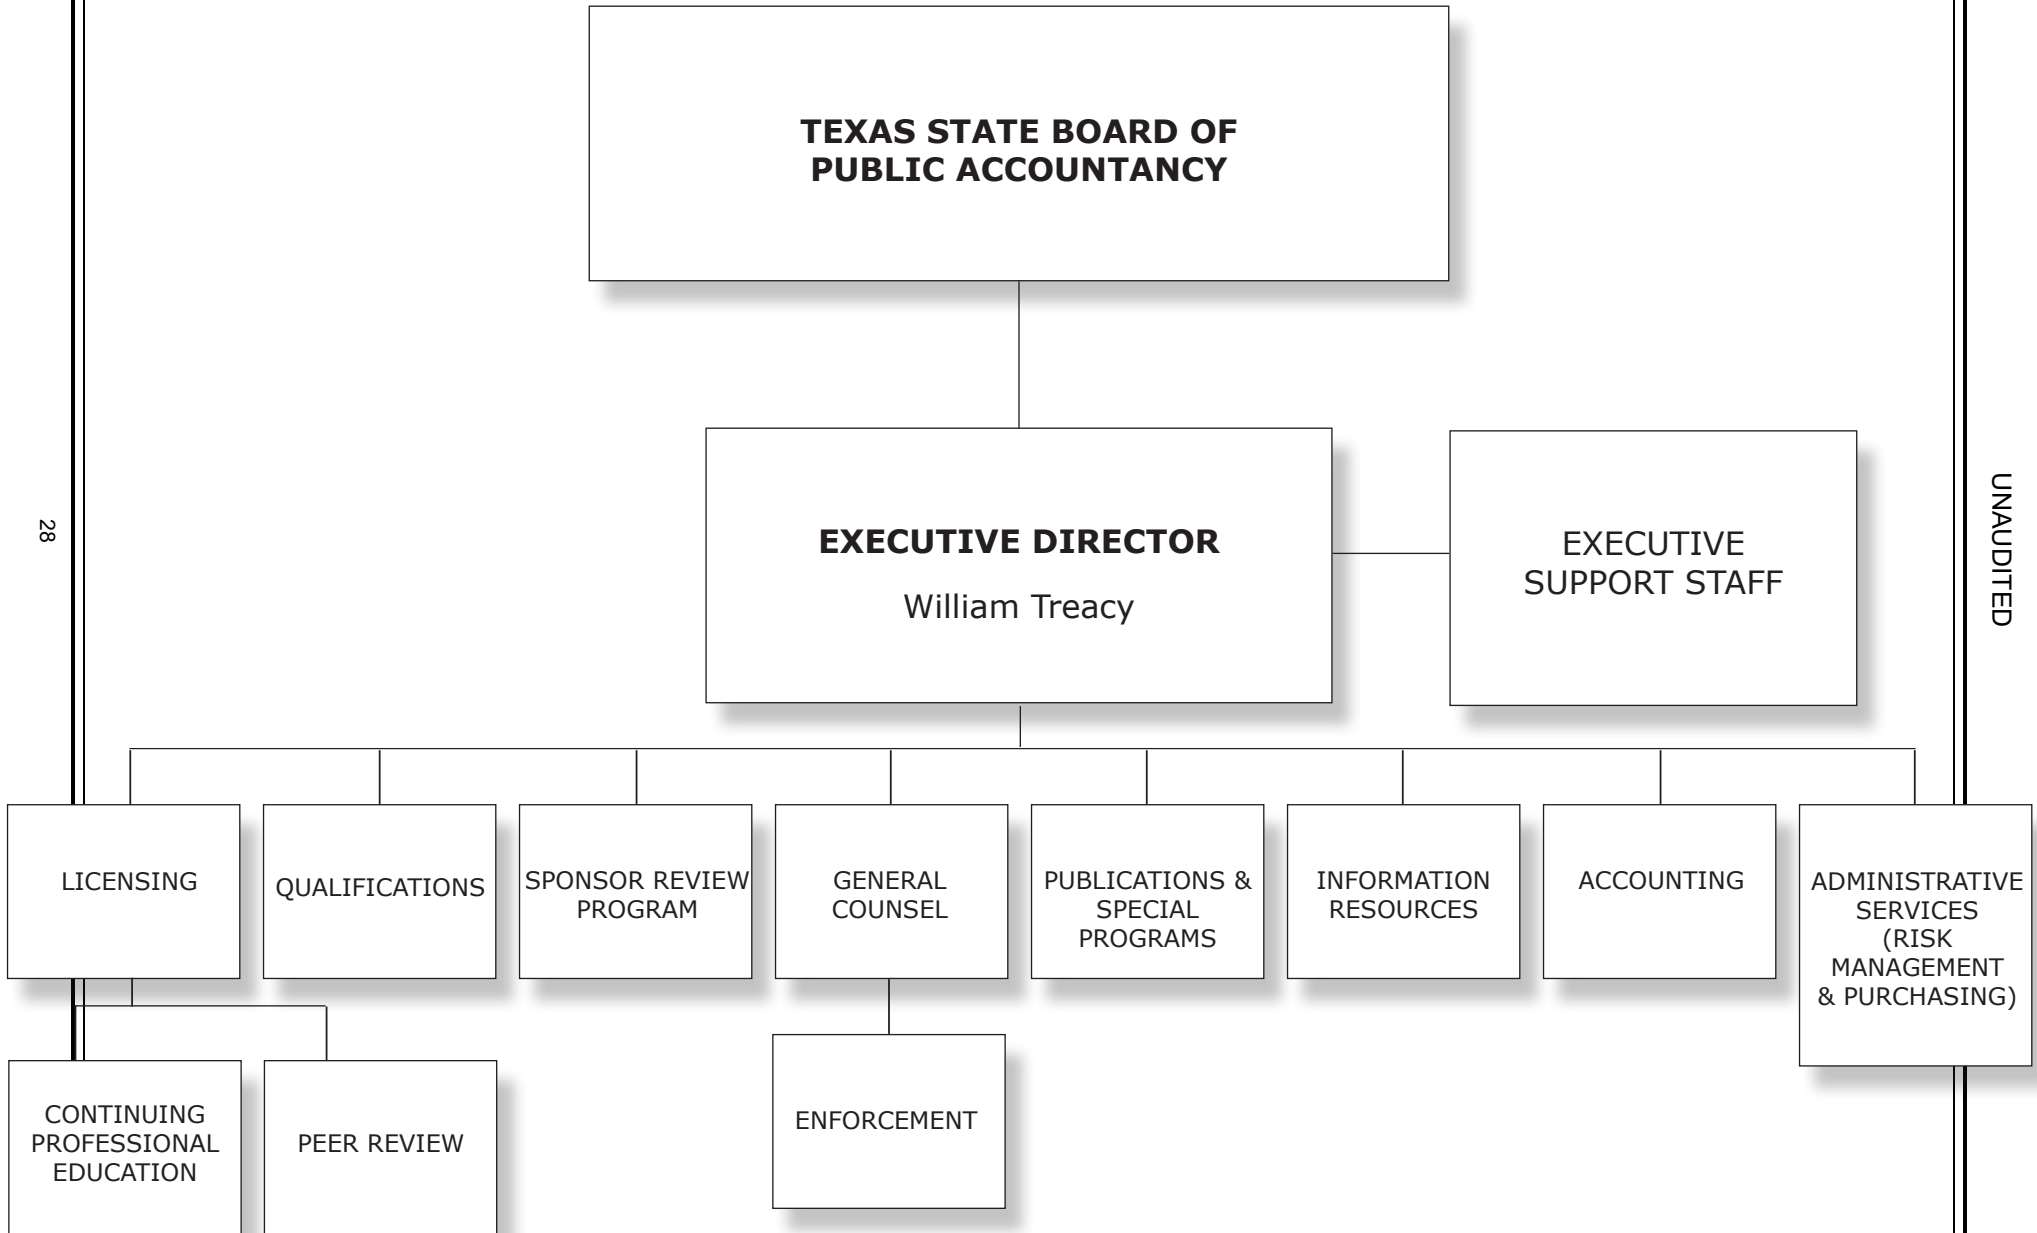 TEXAS STATE BOARD OF
PUBLIC ACCOUNTANCY
EXECUTIVE DIRECTOR
William Treacy
EXECUTIVE
SUPPORT STAFF
28
UNAUDITED
LICENSING
QUALIFICATIONS
SPONSOR REVIEW
PROGRAM
GENERAL
COUNSEL
PUBLICATIONS &
SPECIAL
PROGRAMS
INFORMATION
RESOURCES
ACCOUNTING
ADMINISTRATIVE
SERVICES
(RISK
MANAGEMENT
& PURCHASING)
CONTINUING
PROFESSIONAL
EDUCATION
PEER REVIEW
ENFORCEMENT